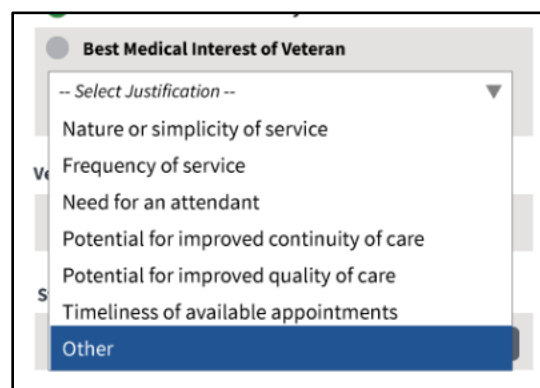 Best Medical Interest of Veteran
-- Select Justification --
Nature or simplicity of service
Frequency of service
Need for an attendant
Potential for improved continuity of care
Potential for improved quality of care
Timeliness of available appointments
Other